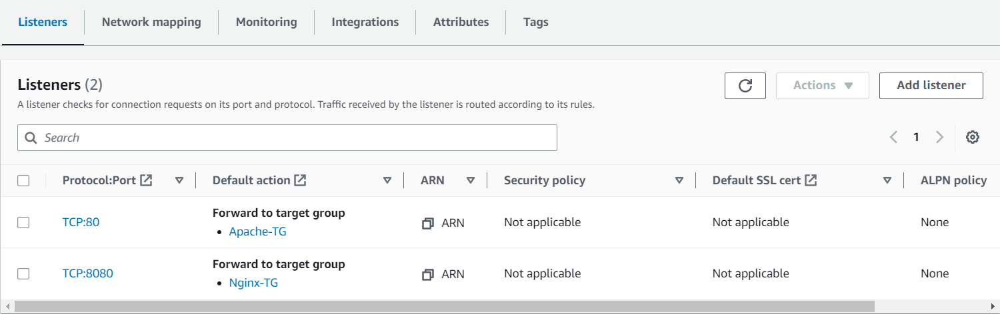 Listeners Network mapping Monitoring Integrations Attributes Tags
Listeners (2)
Actions Add listener
A listener checks for connection requests on its port and protocol. Traffic received by the listener is routed according to its rules.
Search
1
Protocol:Port Default action ARN Security policy Default SSL cert ALPN policy
Forward to target group
TCP:80 ARN Not applicable Not applicable None
• Apache-TG
Forward to target group
TCP:8080 ARN Not applicable Not applicable None
• Nginx-TG